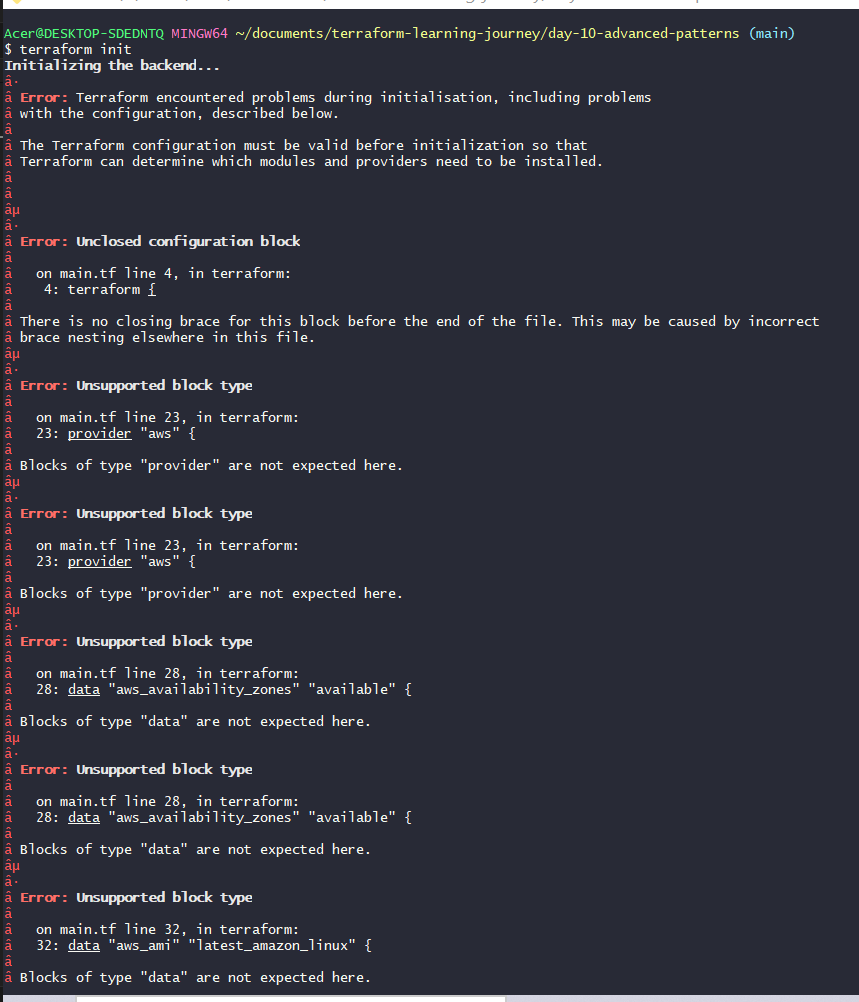 Acer@DESKTOP-SDEDNTQ MINGW64 ~/documents/terraform-learning-journey/day-10-advanced-patterns (main)
$ terraform init
Initializing the backend...
â·
â Error: Terraform encountered problems during initialisation, including problems
â with the configuration, described below.
â
â The Terraform configuration must be valid before initialization so that
â Terraform can determine which modules and providers need to be installed.
â
â
âµ
â·
â Error: Unclosed configuration block
â
â   on main.tf line 4, in terraform:
â    4: terraform {
â
â There is no closing brace for this block before the end of the file. This may be caused by incorrect
â brace nesting elsewhere in this file.
âµ
â·
â Error: Unsupported block type
â
â   on main.tf line 23, in terraform:
â   23: provider "aws" {
â
â Blocks of type "provider" are not expected here.
âµ
â·
â Error: Unsupported block type
â
â   on main.tf line 23, in terraform:
â   23: provider "aws" {
â
â Blocks of type "provider" are not expected here.
âµ
â·
â Error: Unsupported block type
â
â   on main.tf line 28, in terraform:
â   28: data "aws_availability_zones" "available" {
â
â Blocks of type "data" are not expected here.
âµ
â·
â Error: Unsupported block type
â
â   on main.tf line 28, in terraform:
â   28: data "aws_availability_zones" "available" {
â
â Blocks of type "data" are not expected here.
âµ
â·
â Error: Unsupported block type
â
â   on main.tf line 32, in terraform:
â   32: data "aws_ami" "latest_amazon_linux" {
â
â Blocks of type "data" are not expected here.